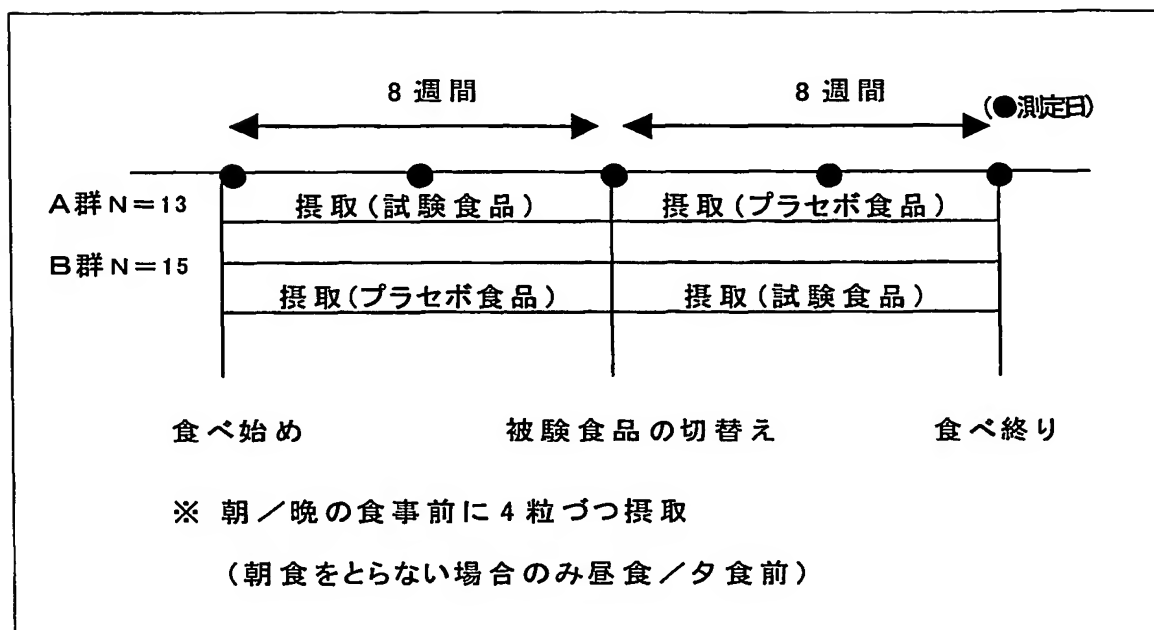 8週間 8週間 (●測定日)
A群N=13 摂取(試験食品) 摂取(プラセボ食品)
B群N=15
摂取(プラセボ食品) 摂取(試験食品)
食べ始め 被験食品の切替え 食べ終り
※ 朝/晩の食事前に4粒づつ摂取
(朝食をとらない場合のみ昼食/夕食前)